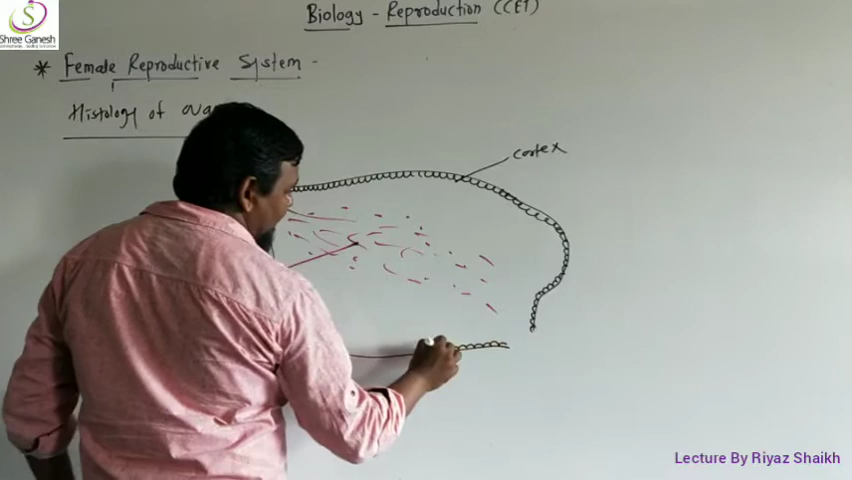 Biology - Reproduction (CET)
S
Shree Ganesh
* Female Reproductive System -
Histology of
cortex
Lecture By Riyaz Shaikh